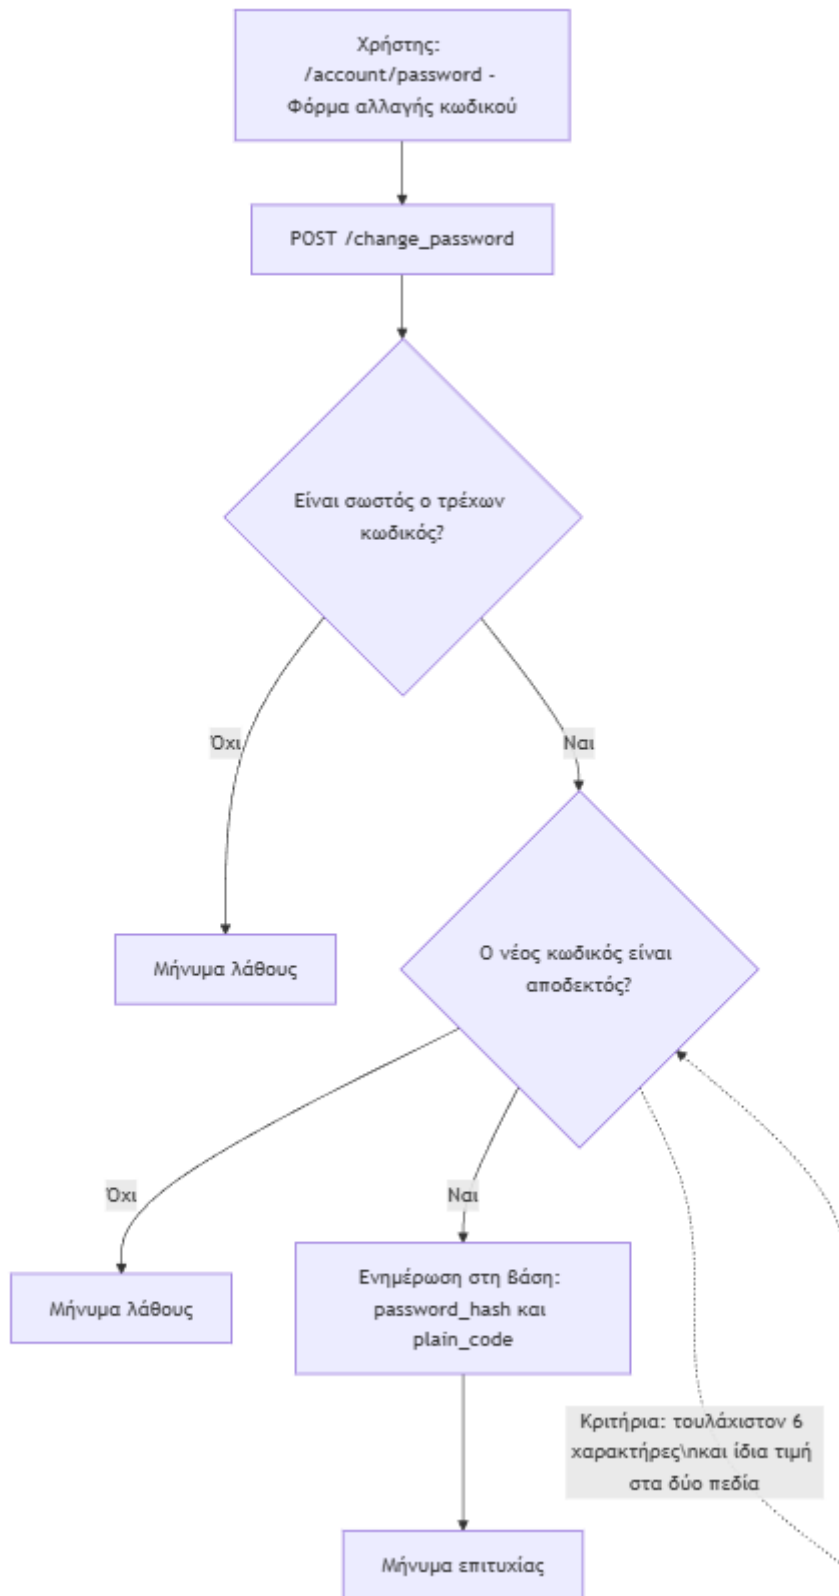 Χρήστης:
/account/password -
Φόρμα αλλαγής κωδικού
POST /change_password
Είναι σωστός ο τρέχων
κωδικός?
Όχι
Ναι
Μήνυμα λάθους
Ο νέος κωδικός είναι
αποδεκτός?
Όχι
Ναι
Μήνυμα λάθους
Ενημέρωση στη βάση:
password_hash και
plain_code
Κριτήρια: τουλάχιστον 6
χαρακτήρες\nκαι ίδια τιμή
στα δύο πεδία
Μήνυμα επιτυχίας